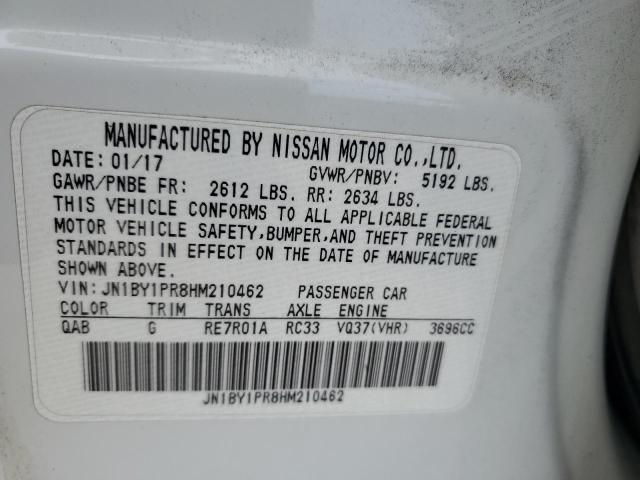 MANUFACTURED BY NISSAN MOTOR CO.,LTD.
DATE: 01/17 GVWR/PNBV: 5192 LBS.
GAWR/PNBE FR: 2612 LBS. RR: 2634 LBS.
THIS VEHICLE CONFORMS TO ALL APPLICABLE FEDERAL
MOTOR VEHICLE SAFETY,BUMPER,AND THEFT PREVENTION
STANDARDS IN EFFECT ON THE DATE OF MANUFACTURE
SHOWN ABOVE.
VIN: JN1BY1PR8HM210462 PASSENGER CAR
COLOR TRIM TRANS AXLE ENGINE
QAB G RE7R01A RC33 VQ37(VHR) 3696CC
JN1BY1PR8HM210462